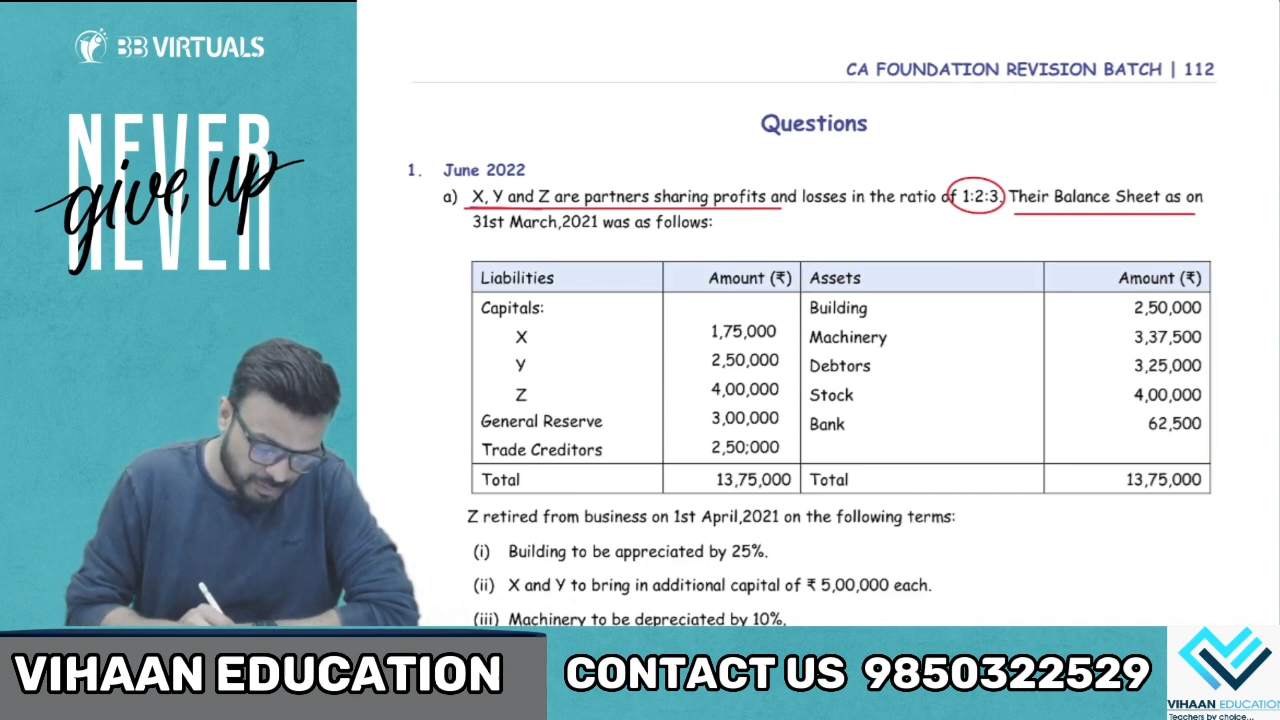 BB VIRTUALS
NEVER
give up
NEVER
CA FOUNDATION REVISION BATCH | 112
Questions
1. June 2022
a) X, Y and Z are partners sharing profits and losses in the ratio of 1:2:3. Their Balance Sheet as on
31st March,2021 was as follows:
Liabilities Amount (₹) Assets Amount (₹)
Capitals: Building 2,50,000
X 1,75,000 Machinery 3,37,500
Y 2,50,000 Debtors 3,25,000
Z 4,00,000 Stock 4,00,000
General Reserve 3,00,000 Bank 62,500
Trade Creditors 2,50;000
Total 13,75,000 Total 13,75,000
Z retired from business on 1st April,2021 on the following terms:
(i) Building to be appreciated by 25%.
(ii) X and Y to bring in additional capital of ₹ 5,00,000 each.
(iii) Machinery to be depreciated by 10%.
VIHAAN EDUCATION
CONTACT US 9850322529
VIHAAN EDUCATION
Teachers by choice...